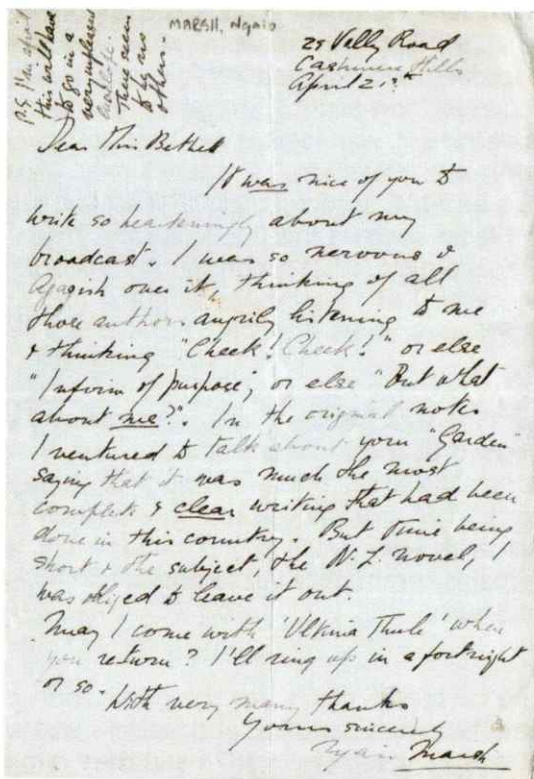 MARSH, Ngaio
P.S. I'm afraid
this will have
to go in a
very inferent
envelope.
There seem
to be no
others.
25 Vally Road
Cashmere Hills
April 21st
Dear Miss Bethell
It was nice of you to
write so hearteningly about my
broadcast. I was so nervous &
Agagish over it, thinking of all
those authors angrily listening to me
& thinking "Cheek! Cheek!" or else
"Infirm of purpose", or else "But what
about me?". In the original notes
I ventured to talk about your "Garden"
saying that it was much the most
complete & clear writing that had been
done in this country. But time being
short & the subject, the N.Z. novel, I
was obliged to leave it out.
May I come with 'Ultima Thule' when
you return? I'll ring up in a fortnight
or so.
With very many thanks
Yours sincerely
Ngaio Marsh